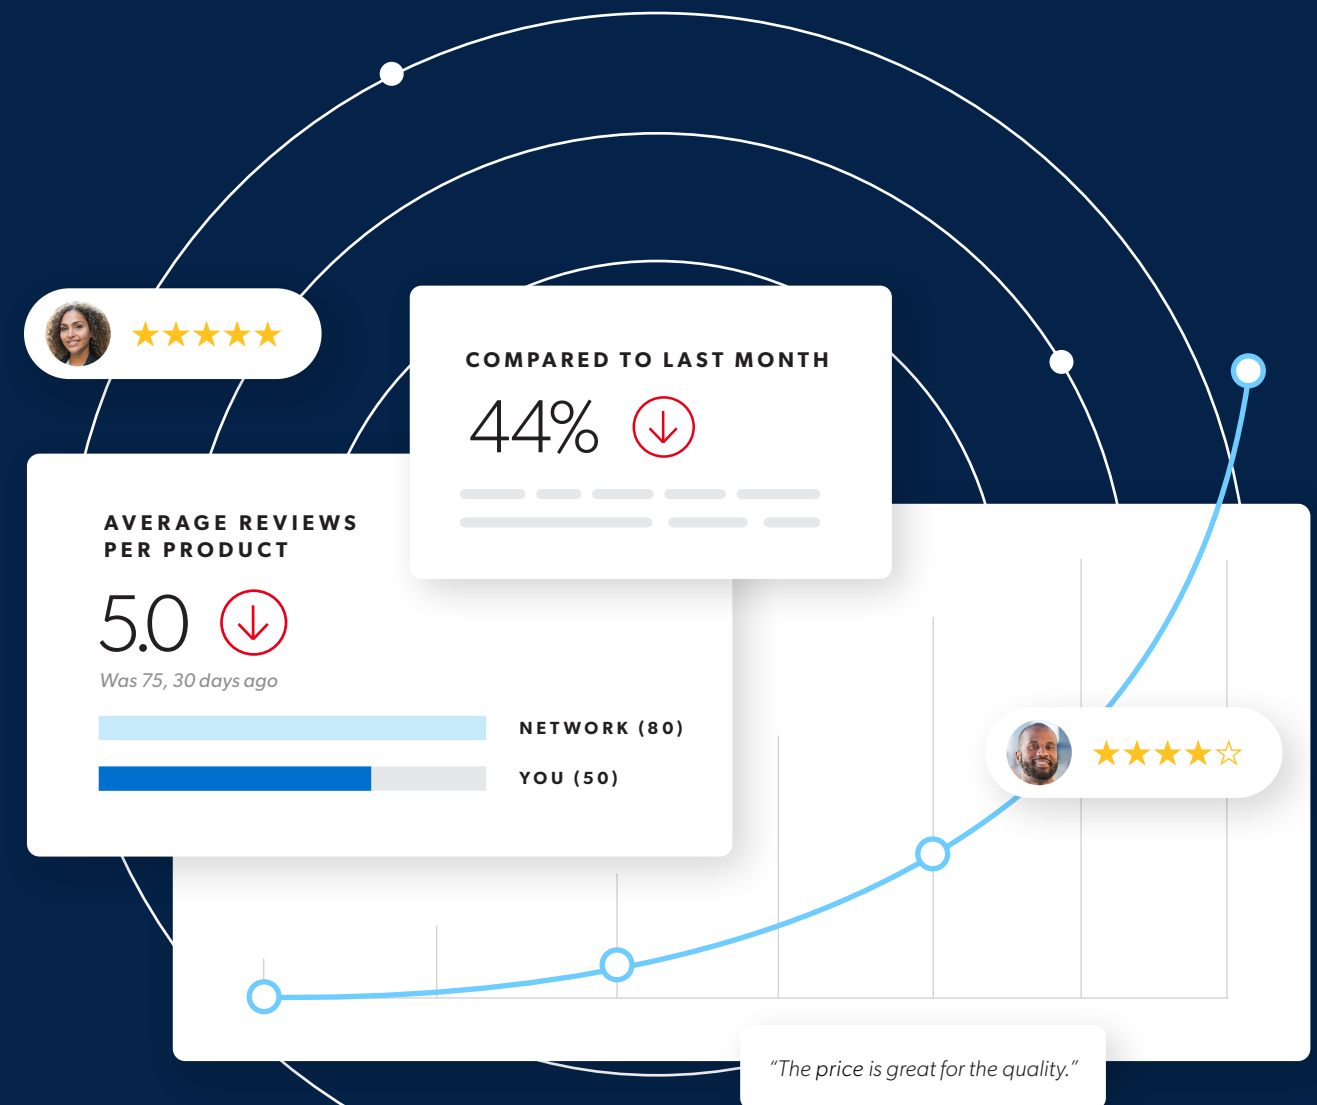 COMPARED TO LAST MONTH
44%
AVERAGE REVIEWS
PER PRODUCT
5.0
Was 75, 30 days ago
NETWORK (80)
YOU (50)
“The price is great for the quality.”